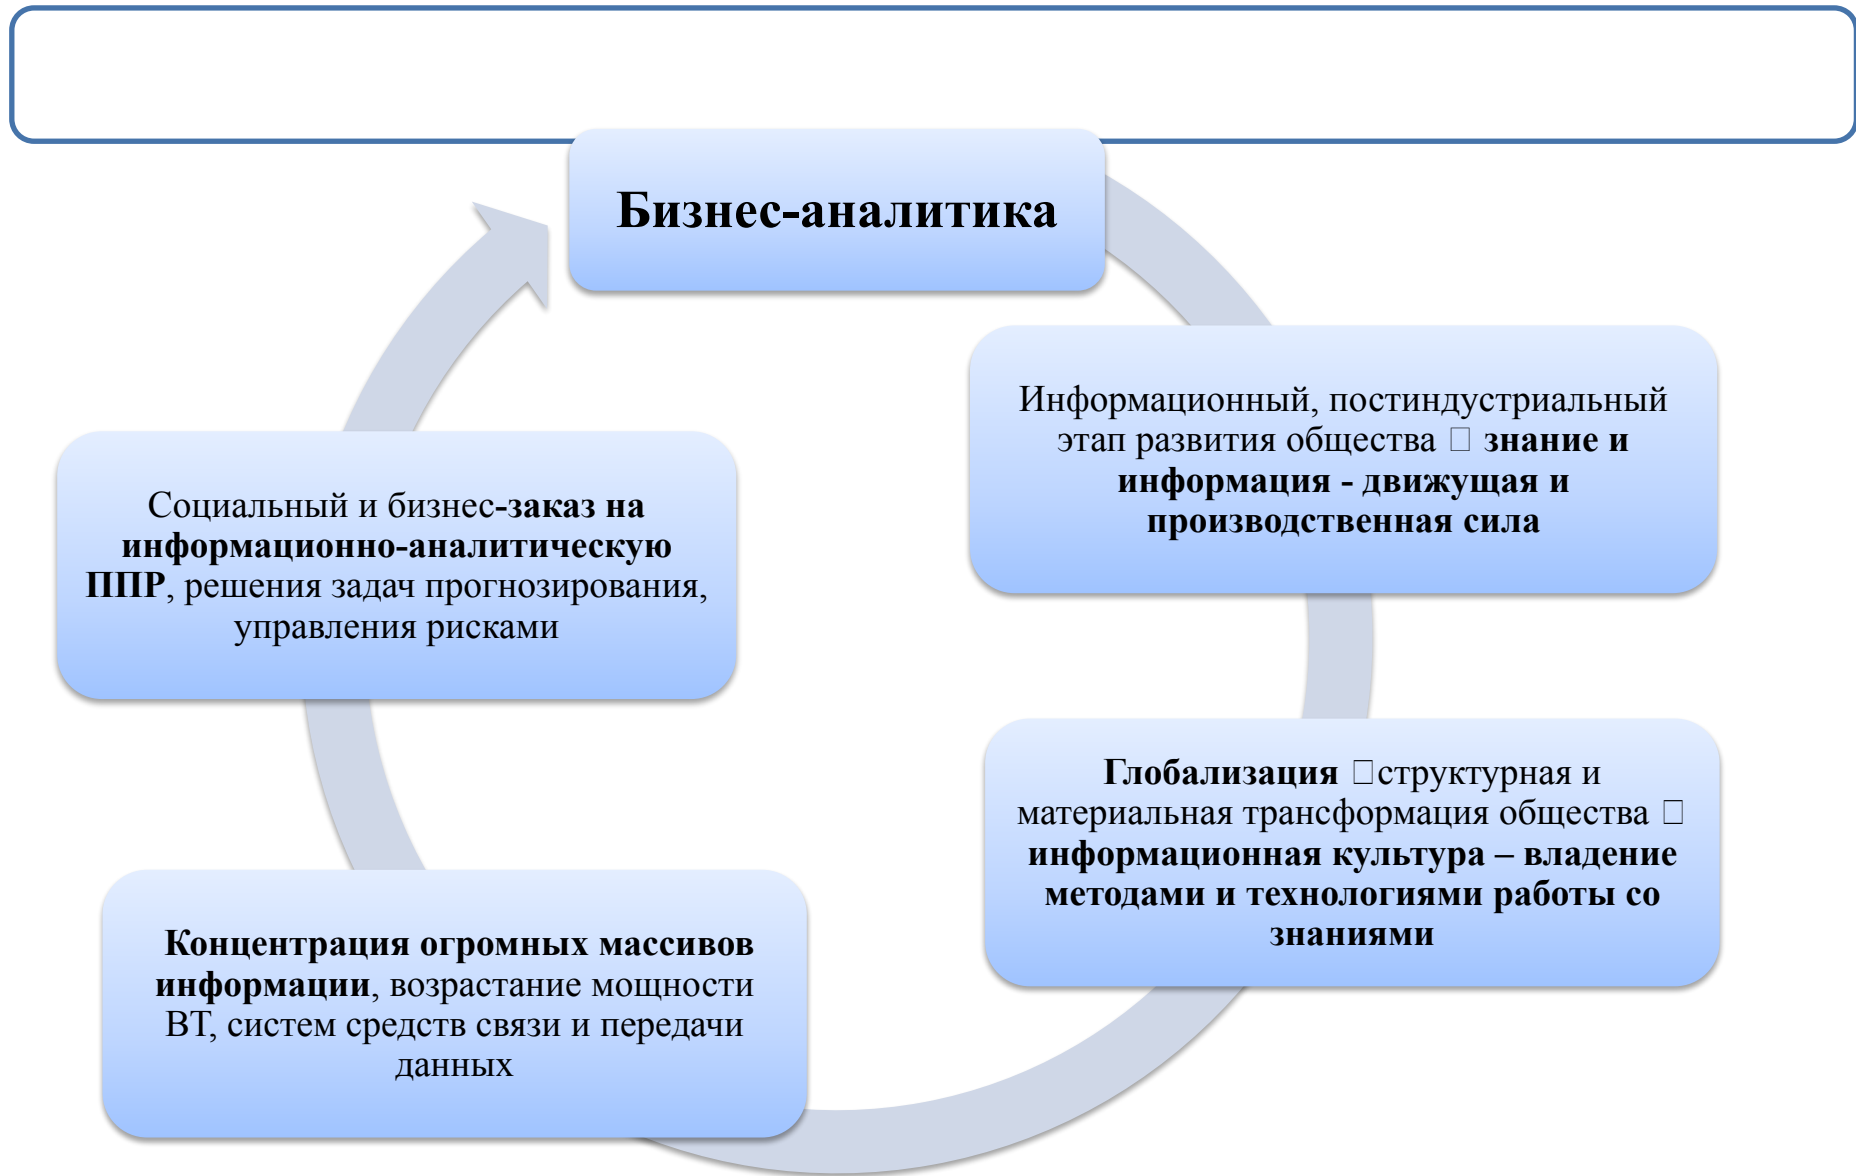 Бизнес-аналитика
Информационный, постиндустриальный
этап развития общества □ знание и
информация - движущая и
производственная сила
Глобализация □структурная и
материальная трансформация общества □
информационная культура – владение
методами и технологиями работы со
знаниями
Концентрация огромных массивов
информации, возрастание мощности
ВТ, систем средств связи и передачи
данных
Социальный и бизнес-заказ на
информационно-аналитическую
ППР, решения задач прогнозирования,
управления рисками